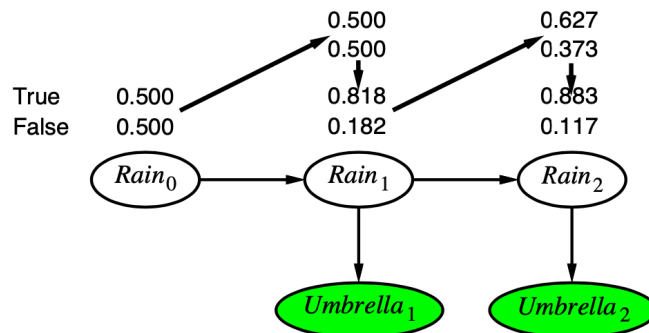 0.500 0.627
0.500 0.373
True 0.500 0.818 0.883
False 0.500 0.182 0.117
Rain0 Rain1 Rain2
Umbrella1 Umbrella2